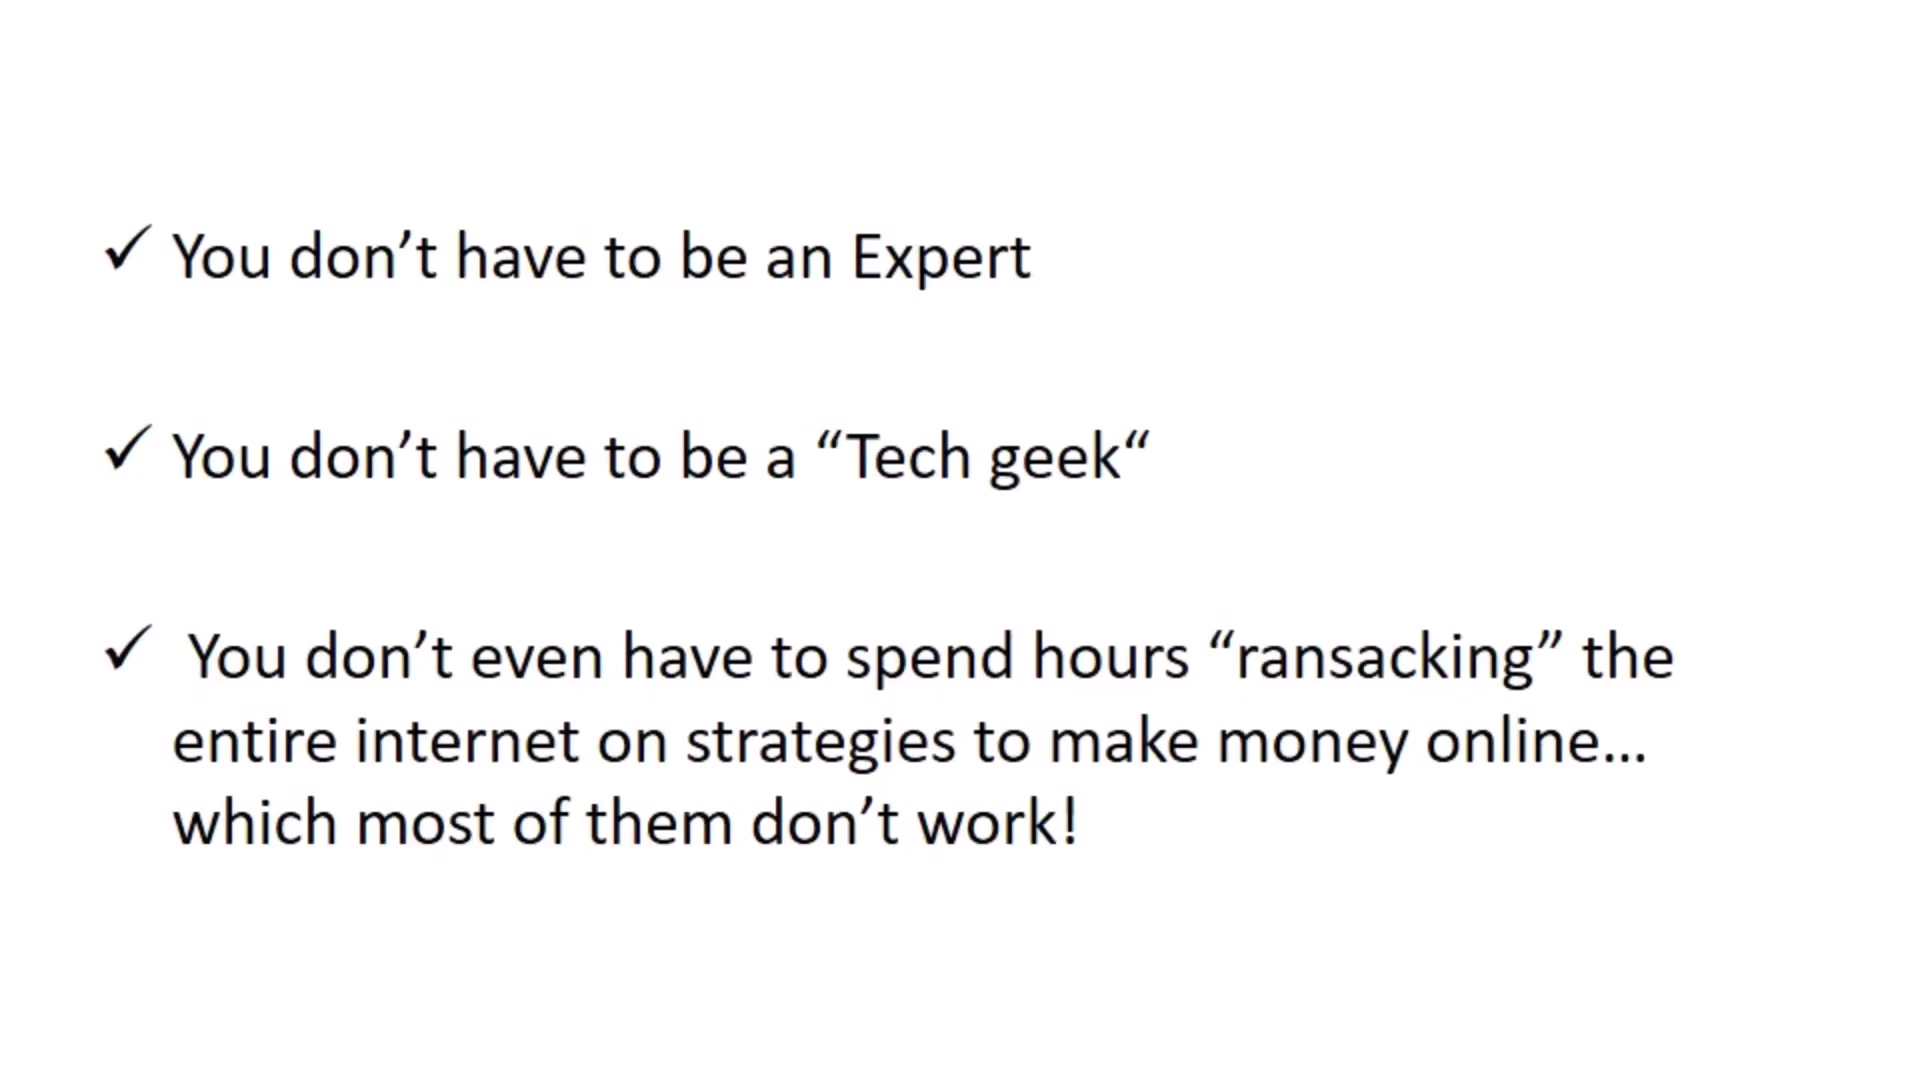 ✓ You don’t have to be an Expert
✓ You don’t have to be a “Tech geek“
✓ You don’t even have to spend hours “ransacking” the
entire internet on strategies to make money online...
which most of them don’t work!